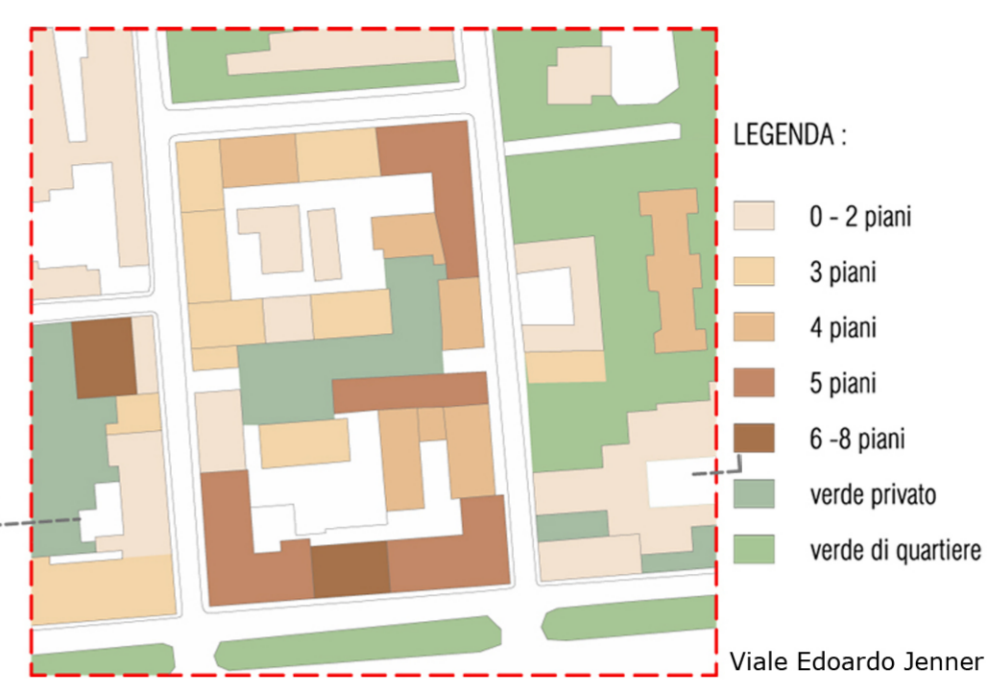 LEGENDA :
0 - 2 piani
3 piani
4 piani
5 piani
6 -8 piani
verde privato
verde di quartiere
Viale Edoardo Jenner